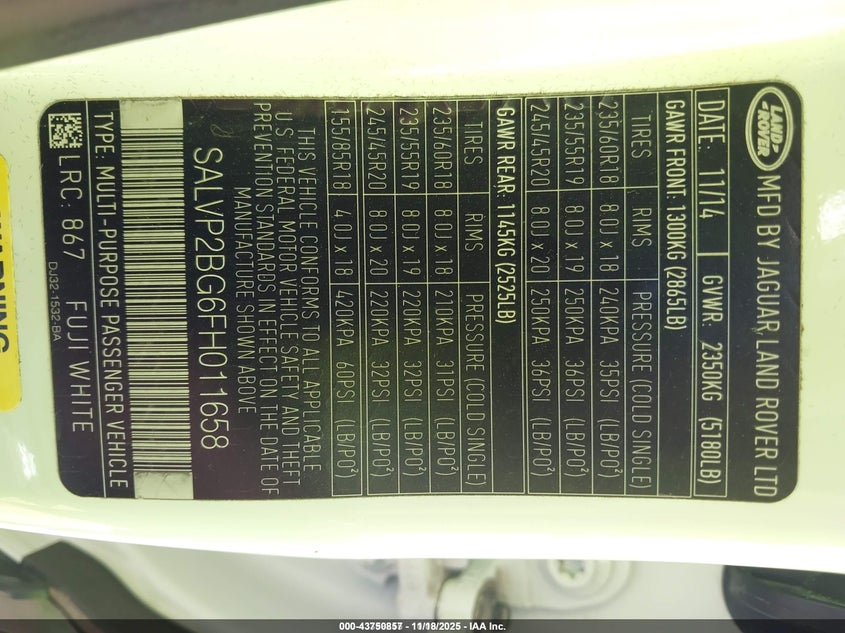 LAND-
ROVER
MFD BY JAGUAR LAND ROVER LTD
DATE: 11/14 GVWR: 2350KG (5180LB)
GAWR FRONT: 1300KG (2865LB)
TIRES RIMS PRESSURE (COLD SINGLE)
235/60R18 8.0J x 18 240KPA 35PSI (LB/PO²)
235/55R19 8.0J x 19 250KPA 36PSI (LB/PO²)
245/45R20 8.0J x 20 250KPA 36PSI (LB/PO²)
GAWR REAR: 1145KG (2525LB)
TIRES RIMS PRESSURE (COLD SINGLE)
235/60R18 8.0J x 18 210KPA 31PSI (LB/PO²)
235/55R19 8.0J x 19 220KPA 32PSI (LB/PO²)
245/45R20 8.0J x 20 220KPA 32PSI (LB/PO²)
155/85R18 4.0J x 18 420KPA 60PSI (LB/PO²)
THIS VEHICLE CONFORMS TO ALL APPLICABLE
U.S FEDERAL MOTOR VEHICLE SAFETY AND THEFT
PREVENTION STANDARDS IN EFFECT ON THE DATE OF
MANUFACTURE SHOWN ABOVE
SALVP2BG6FH011658
TYPE: MULTI-PURPOSE PASSENGER VEHICLE
LRC: 867 FUJI WHITE
DJ32-1532-BA
WARNING
000-43750857 - 11/18/2025 - IAA Inc.